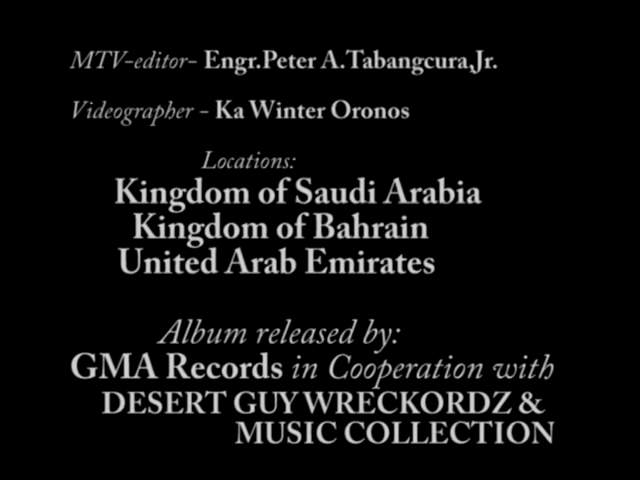 MTV-editor- Engr.Peter A.Tabangcura,Jr.
Videographer - Ka Winter Oronos
Locations:
Kingdom of Saudi Arabia
Kingdom of Bahrain
United Arab Emirates
Album released by:
GMA Records in Cooperation with
DESERT GUY WRECKORDZ &
MUSIC COLLECTION